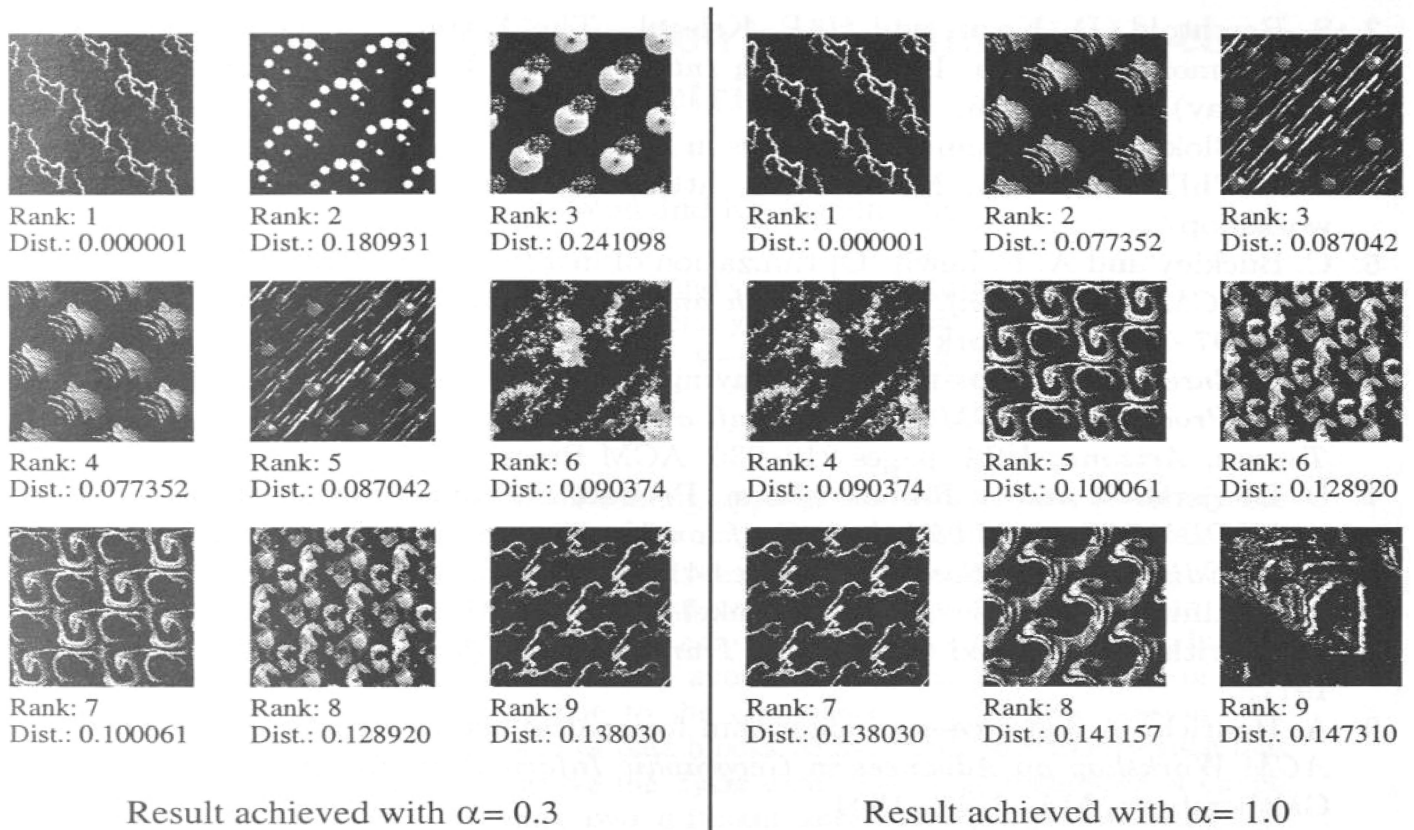 Rank: 1
Dist.: 0.000001
Rank: 2
Dist.: 0.180931
Rank: 3
Dist.: 0.241098
Rank: 4
Dist.: 0.077352
Rank: 5
Dist.: 0.087042
Rank: 6
Dist.: 0.090374
Rank: 7
Dist.: 0.100061
Rank: 8
Dist.: 0.128920
Rank: 9
Dist.: 0.138030
Result achieved with α= 0.3
Rank: 1
Dist.: 0.000001
Rank: 2
Dist.: 0.077352
Rank: 3
Dist.: 0.087042
Rank: 4
Dist.: 0.090374
Rank: 5
Dist.: 0.100061
Rank: 6
Dist.: 0.128920
Rank: 7
Dist.: 0.138030
Rank: 8
Dist.: 0.141157
Rank: 9
Dist.: 0.147310
Result achieved with α= 1.0